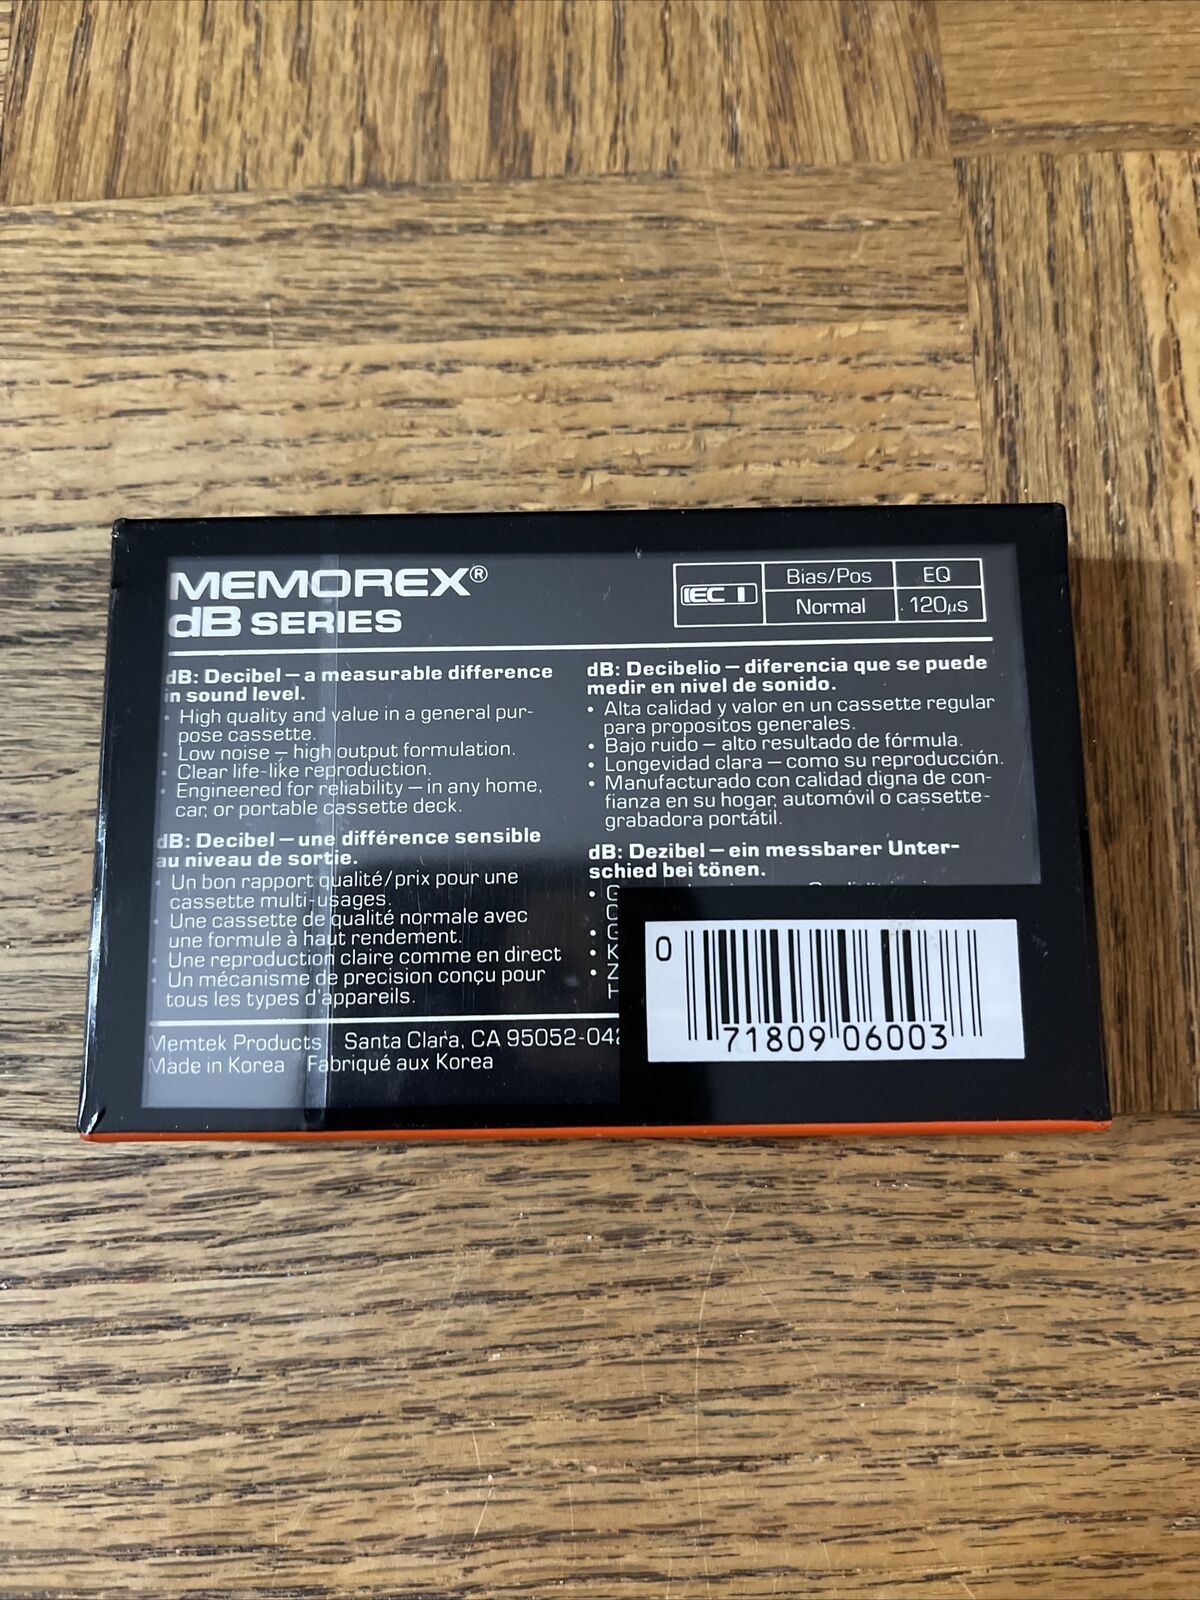 MEMOREX®
dB SERIES
IEC I
Bias/Pos EQ
Normal 120µs
dB: Decibel — a measurable difference
in sound level.
• High quality and value in a general pur-
pose cassette.
• Low noise — high output formulation.
• Clear life-like reproduction.
• Engineered for reliability — in any home,
car, or portable cassette deck.
dB: Decibel — une différence sensible
au niveau de sortie.
• Un bon rapport qualité/prix pour une
cassette multi-usages.
• Une cassette de qualité normale avec
une formule à haut rendement.
• Une reproduction claire comme en direct
• Un mécanisme de precision conçu pour
tous les types d'appareils.
dB: Decibelio — diferencia que se puede
medir en nivel de sonido.
• Alta calidad y valor en un cassette regular
para propositos generales.
• Bajo ruido — alto resultado de fórmula.
• Longevidad clara — como su reproducción.
• Manufacturado con calidad digna de con-
fianza en su hogar, automóvil o cassette-
grabadora portátil.
dB: Dezibel — ein messbarer Unter-
schied bei tönen.
Memtek Products Santa Clara, CA 95052-042
Made in Korea Fabriqué aux Korea
0 71809 06003